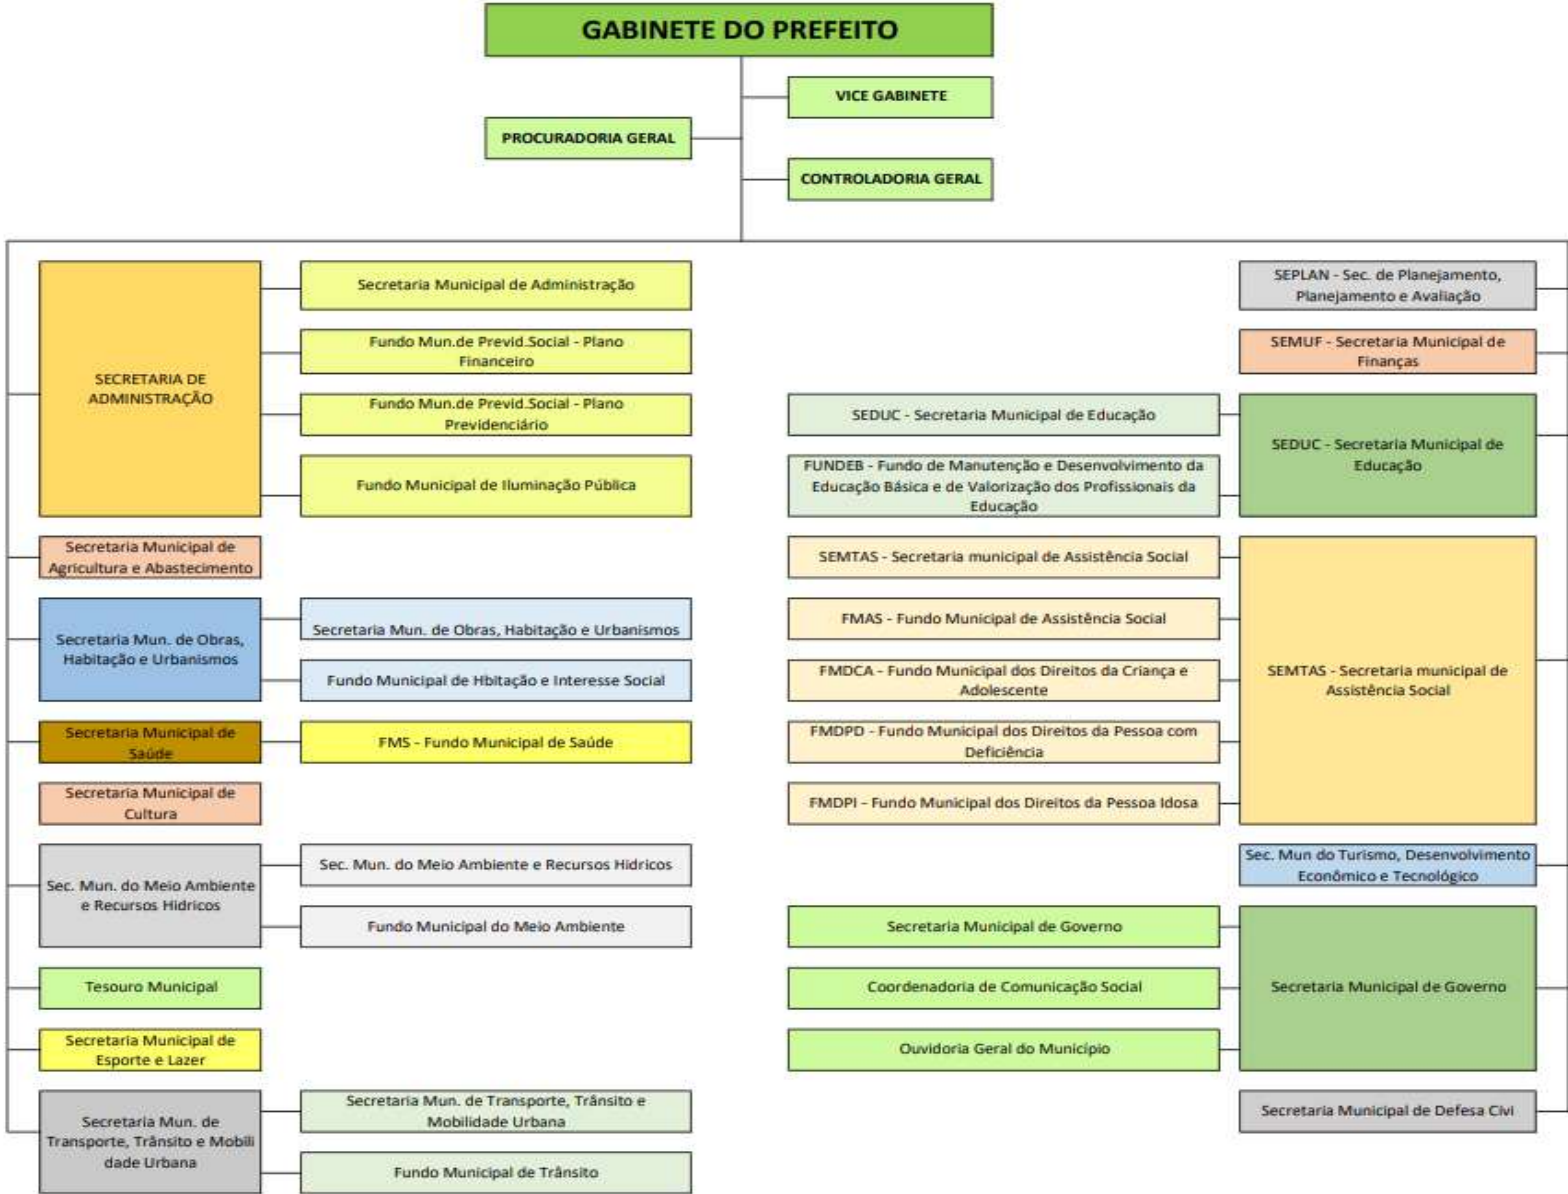 GABINETE DO PREFEITO
VICE GABINETE
PROCURADORIA GERAL
CONTROLADORIA GERAL
SECRETARIA DE
ADMINISTRAÇÃO
Secretaria Municipal de Administração
Fundo Mun.de Previd.Social - Plano
Financeiro
Fundo Mun.de Previd.Social - Plano
Previdenciário
Fundo Municipal de Iluminação Pública
Secretaria Municipal de
Agricultura e Abastecimento
Secretaria Mun. de Obras,
Habitação e Urbanismos
Secretaria Mun. de Obras, Habitação e Urbanismos
Fundo Municipal de Hbitação e Interesse Social
Secretaria Municipal de
Saúde
FMS - Fundo Municipal de Saúde
Secretaria Municipal de
Cultura
Sec. Mun. do Meio Ambiente
e Recursos Hidricos
Sec. Mun. do Meio Ambiente e Recursos Hidricos
Fundo Municipal do Meio Ambiente
Tesouro Municipal
Secretaria Municipal de
Esporte e Lazer
Secretaria Mun. de
Transporte, Trânsito e Mobili
dade Urbana
Secretaria Mun. de Transporte, Trânsito e
Mobilidade Urbana
Fundo Municipal de Trânsito
SEPLAN - Sec. de Planejamento,
Planejamento e Avaliação
SEMUF - Secretaria Municipal de
Finanças
SEDUC - Secretaria Municipal de Educação
FUNDEB - Fundo de Manutenção e Desenvolvimento da
Educação Básica e de Valorização dos Profissionais da
Educação
SEDUC - Secretaria Municipal de
Educação
SEMTAS - Secretaria municipal de Assistência Social
FMAS - Fundo Municipal de Assistência Social
FMDCA - Fundo Municipal dos Direitos da Criança e
Adolescente
FMDPD - Fundo Municipal dos Direitos da Pessoa com
Deficiência
FMDPI - Fundo Municipal dos Direitos da Pessoa Idosa
SEMTAS - Secretaria municipal de
Assistência Social
Sec. Mun do Turismo, Desenvolvimento
Econômico e Tecnológico
Secretaria Municipal de Governo
Coordenadoria de Comunicação Social
Ouvidoria Geral do Município
Secretaria Municipal de Governo
Secretaria Municipal de Defesa Civi